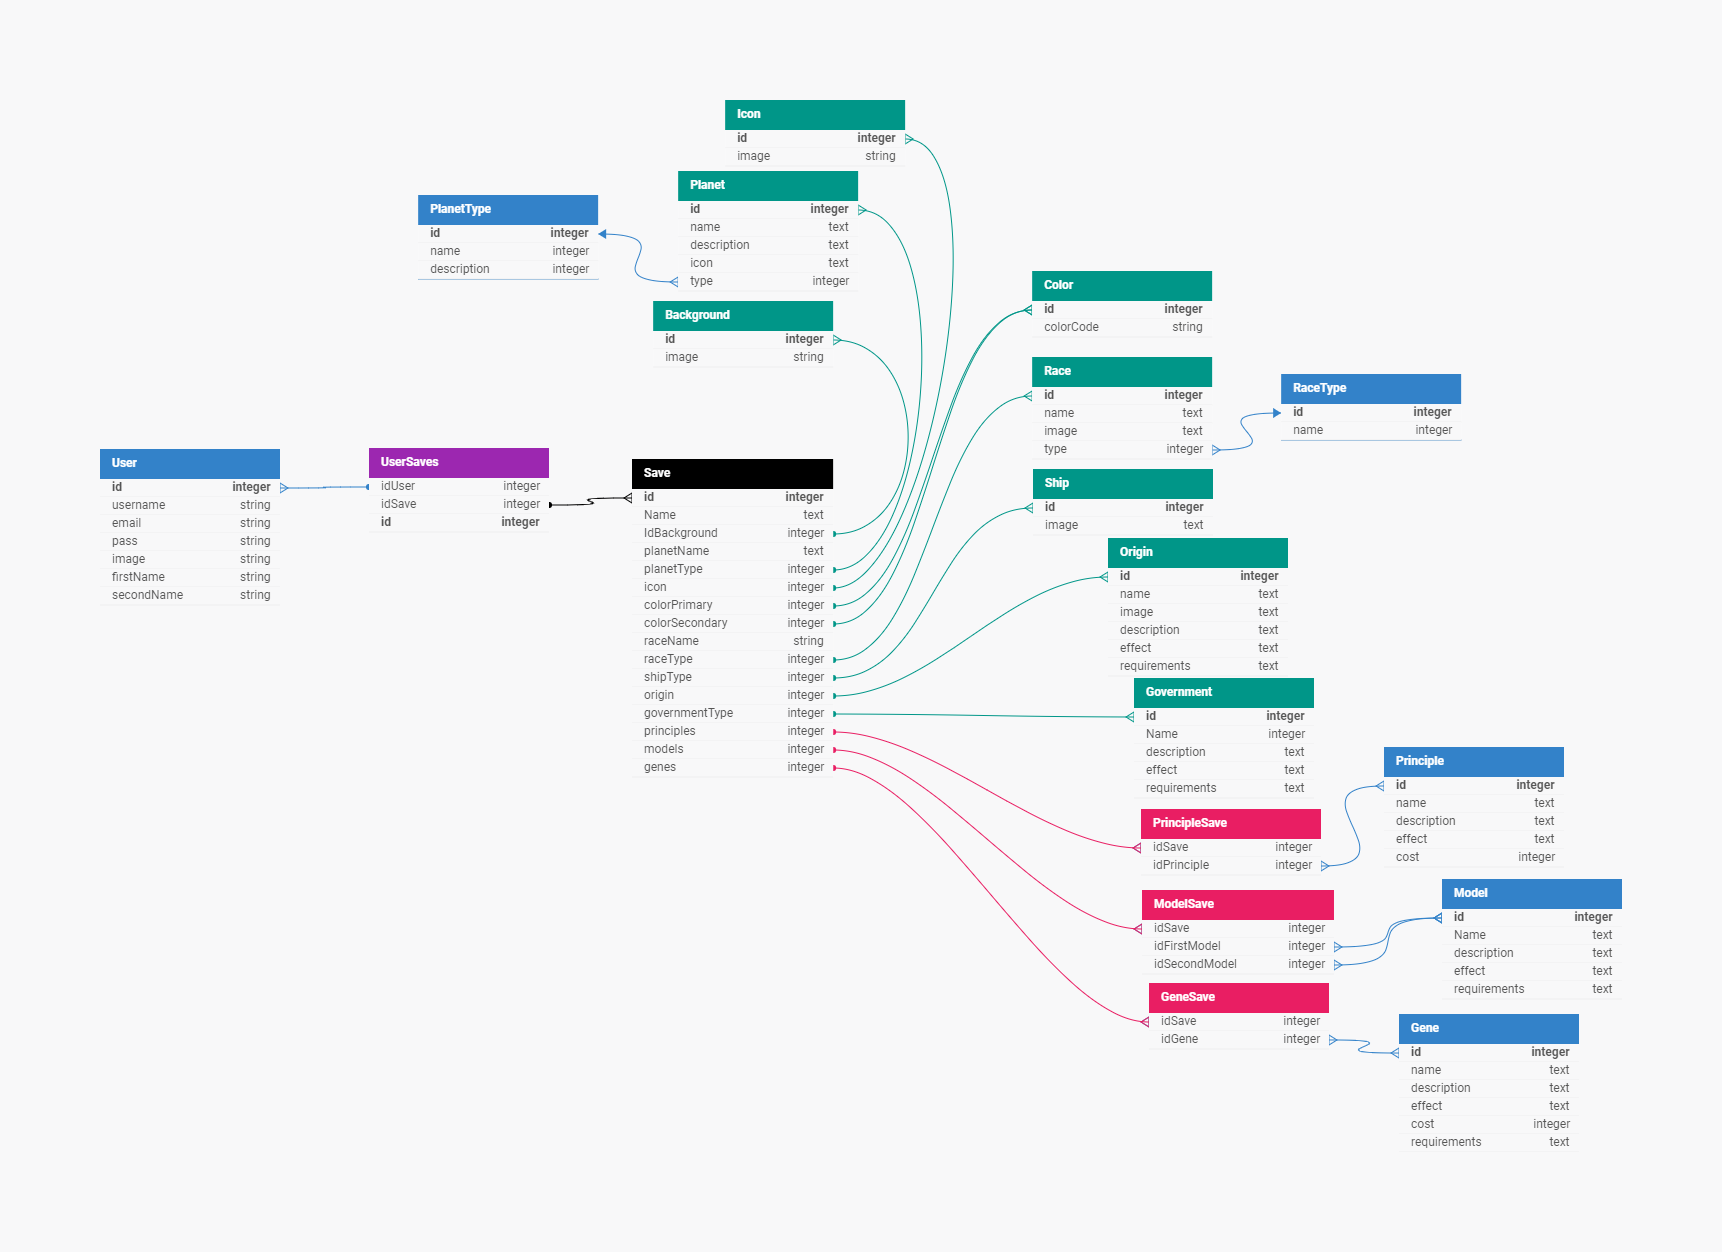 Icon
id integer
image string
Planet
id integer
name text
description text
icon text
type integer
PlanetType
id integer
name integer
description integer
Background
id integer
image string
Color
id integer
colorCode string
Race
id integer
name text
image text
type integer
RaceType
id integer
name integer
User
id integer
username string
email string
pass string
image string
firstName string
secondName string
UserSaves
idUser integer
idSave integer
id integer
Save
id integer
Name text
IdBackground integer
planetName text
planetType integer
icon integer
colorPrimary integer
colorSecondary integer
raceName string
raceType integer
shipType integer
origin integer
governmentType integer
principles integer
models integer
genes integer
Ship
id integer
image text
Origin
id integer
name text
image text
description text
effect text
requirements text
Government
id integer
Name integer
description text
effect text
requirements text
Principle
id integer
name text
description text
effect text
cost integer
PrincipleSave
idSave integer
idPrinciple integer
Model
id integer
Name text
description text
effect text
requirements text
ModelSave
idSave integer
idFirstModel integer
idSecondModel integer
GeneSave
idSave integer
idGene integer
Gene
id integer
name text
description text
effect text
cost integer
requirements text